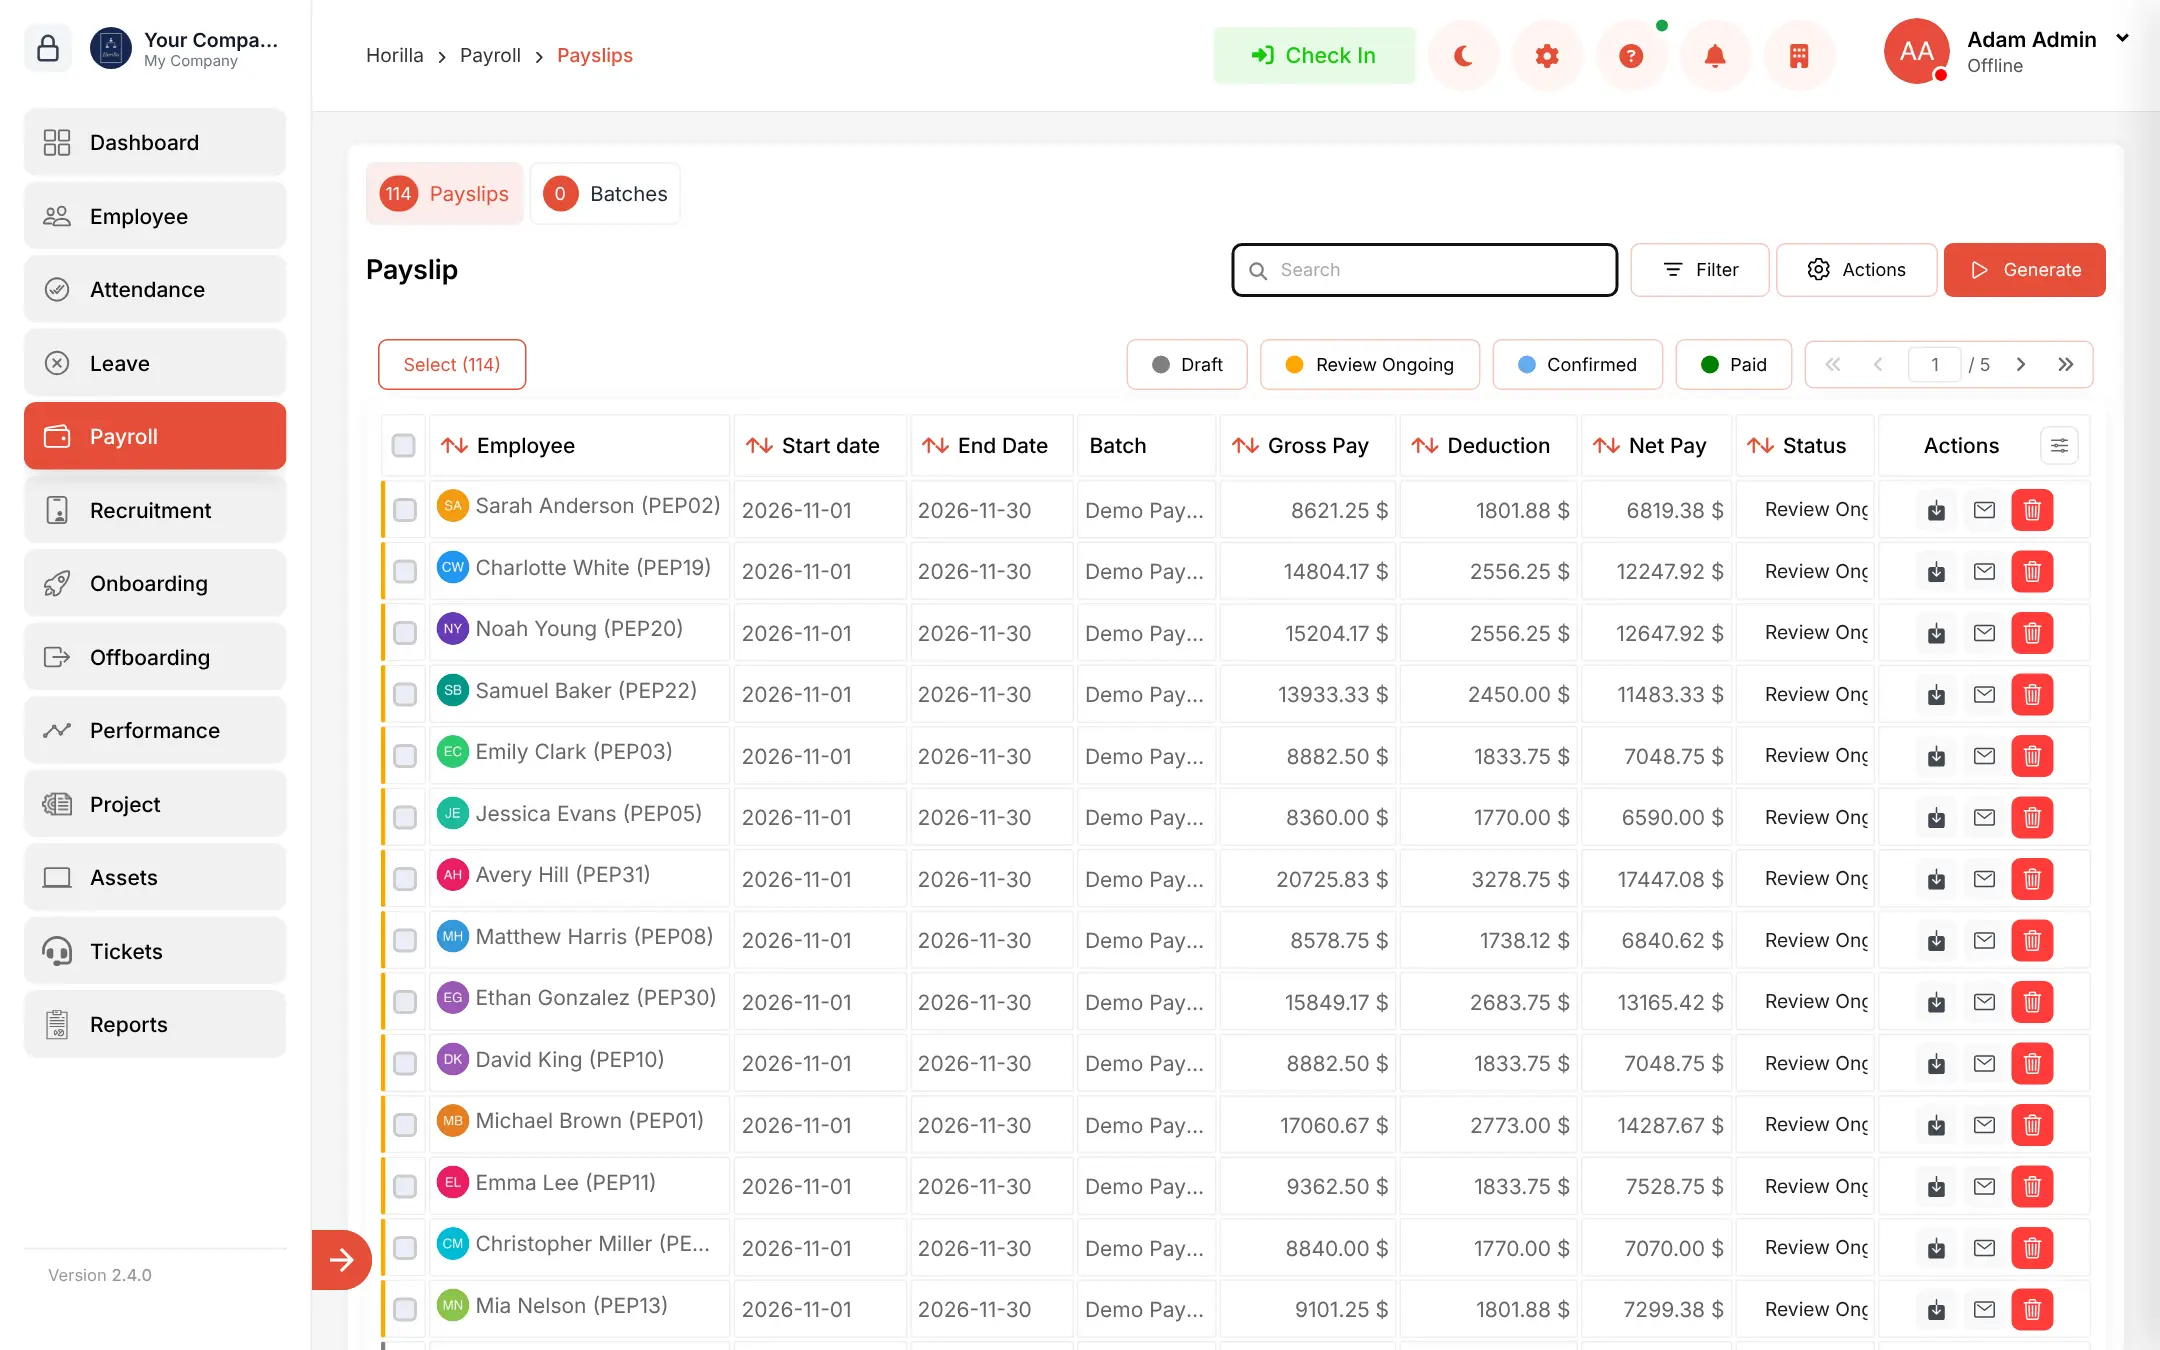 Your Compa...
My Company
Horilla > Payroll > Payslips
Check In
AA
Adam Admin
Offline
Dashboard
Employee
Attendance
Leave
Payroll
Recruitment
Onboarding
Offboarding
Performance
Project
Assets
Tickets
Reports
Version 2.4.0
114 Payslips
0 Batches
Payslip
Search
Filter
Actions
Generate
Select (114)
Draft
Review Ongoing
Confirmed
Paid
1 / 5
Employee Start date End Date Batch Gross Pay Deduction Net Pay Status Actions
SA Sarah Anderson (PEP02) 2026-11-01 2026-11-30 Demo Pay... 8621.25 $ 1801.88 $ 6819.38 $ Review Ong
CW Charlotte White (PEP19) 2026-11-01 2026-11-30 Demo Pay... 14804.17 $ 2556.25 $ 12247.92 $ Review Ong
NY Noah Young (PEP20) 2026-11-01 2026-11-30 Demo Pay... 15204.17 $ 2556.25 $ 12647.92 $ Review Ong
SB Samuel Baker (PEP22) 2026-11-01 2026-11-30 Demo Pay... 13933.33 $ 2450.00 $ 11483.33 $ Review Ong
EC Emily Clark (PEP03) 2026-11-01 2026-11-30 Demo Pay... 8882.50 $ 1833.75 $ 7048.75 $ Review Ong
JE Jessica Evans (PEP05) 2026-11-01 2026-11-30 Demo Pay... 8360.00 $ 1770.00 $ 6590.00 $ Review Ong
AH Avery Hill (PEP31) 2026-11-01 2026-11-30 Demo Pay... 20725.83 $ 3278.75 $ 17447.08 $ Review Ong
MH Matthew Harris (PEP08) 2026-11-01 2026-11-30 Demo Pay... 8578.75 $ 1738.12 $ 6840.62 $ Review Ong
EG Ethan Gonzalez (PEP30) 2026-11-01 2026-11-30 Demo Pay... 15849.17 $ 2683.75 $ 13165.42 $ Review Ong
DK David King (PEP10) 2026-11-01 2026-11-30 Demo Pay... 8882.50 $ 1833.75 $ 7048.75 $ Review Ong
MB Michael Brown (PEP01) 2026-11-01 2026-11-30 Demo Pay... 17060.67 $ 2773.00 $ 14287.67 $ Review Ong
EL Emma Lee (PEP11) 2026-11-01 2026-11-30 Demo Pay... 9362.50 $ 1833.75 $ 7528.75 $ Review Ong
CM Christopher Miller (PE... 2026-11-01 2026-11-30 Demo Pay... 8840.00 $ 1770.00 $ 7070.00 $ Review Ong
MN Mia Nelson (PEP13) 2026-11-01 2026-11-30 Demo Pay... 9101.25 $ 1801.88 $ 7299.38 $ Review Ong